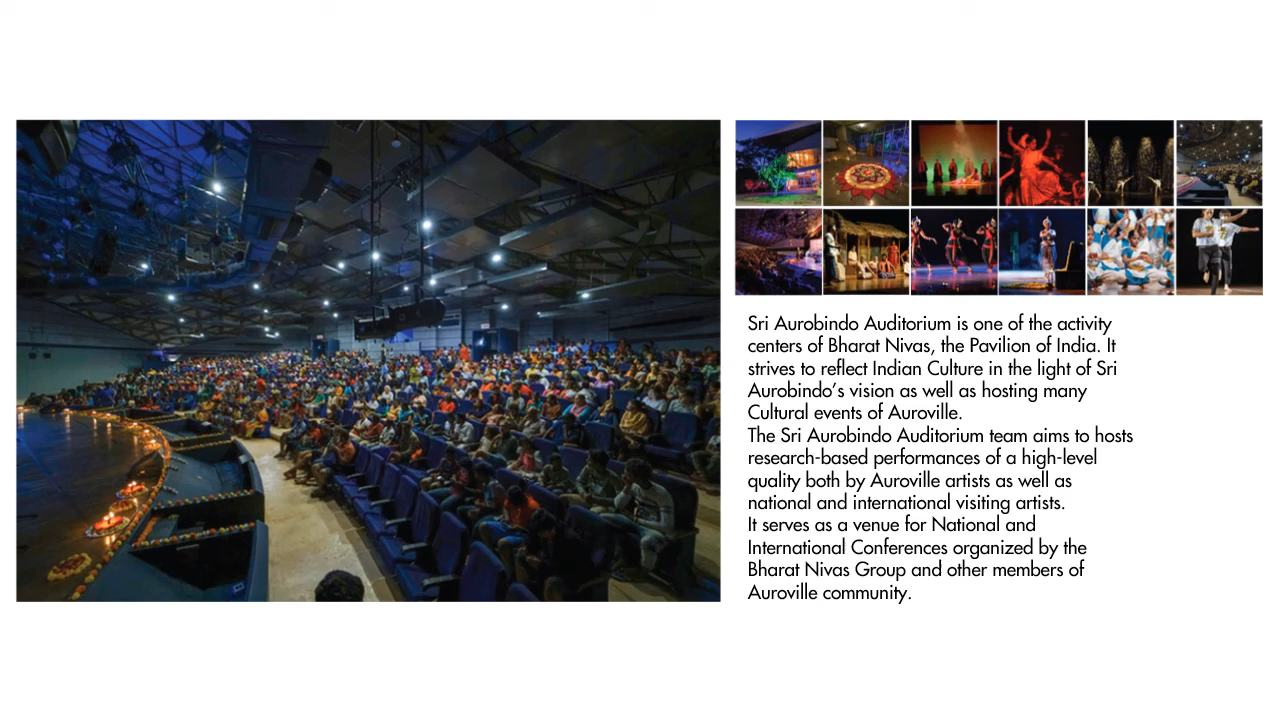 Sri Aurobindo Auditorium is one of the activity
centers of Bharat Nivas, the Pavilion of India. It
strives to reflect Indian Culture in the light of Sri
Aurobindo’s vision as well as hosting many
Cultural events of Auroville.
The Sri Aurobindo Auditorium team aims to hosts
research-based performances of a high-level
quality both by Auroville artists as well as
national and international visiting artists.
It serves as a venue for National and
International Conferences organized by the
Bharat Nivas Group and other members of
Auroville community.